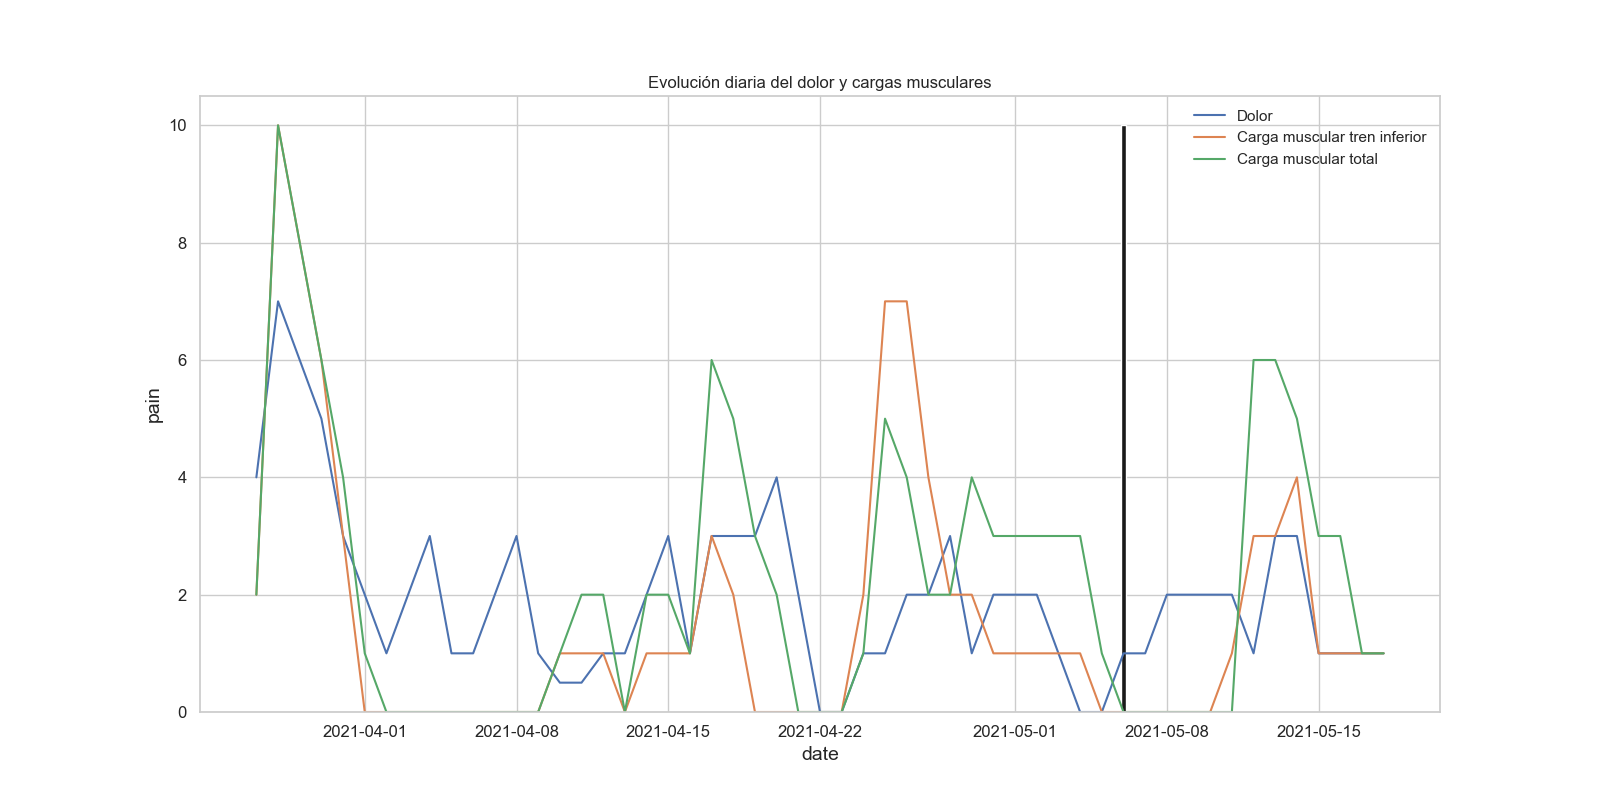 Evolución diaria del dolor y cargas musculares
Dolor
Carga muscular tren inferior
Carga muscular total
10
8
6
4
2
0
pain
2021-04-01 2021-04-08 2021-04-15 2021-04-22 2021-05-01 2021-05-08 2021-05-15
date